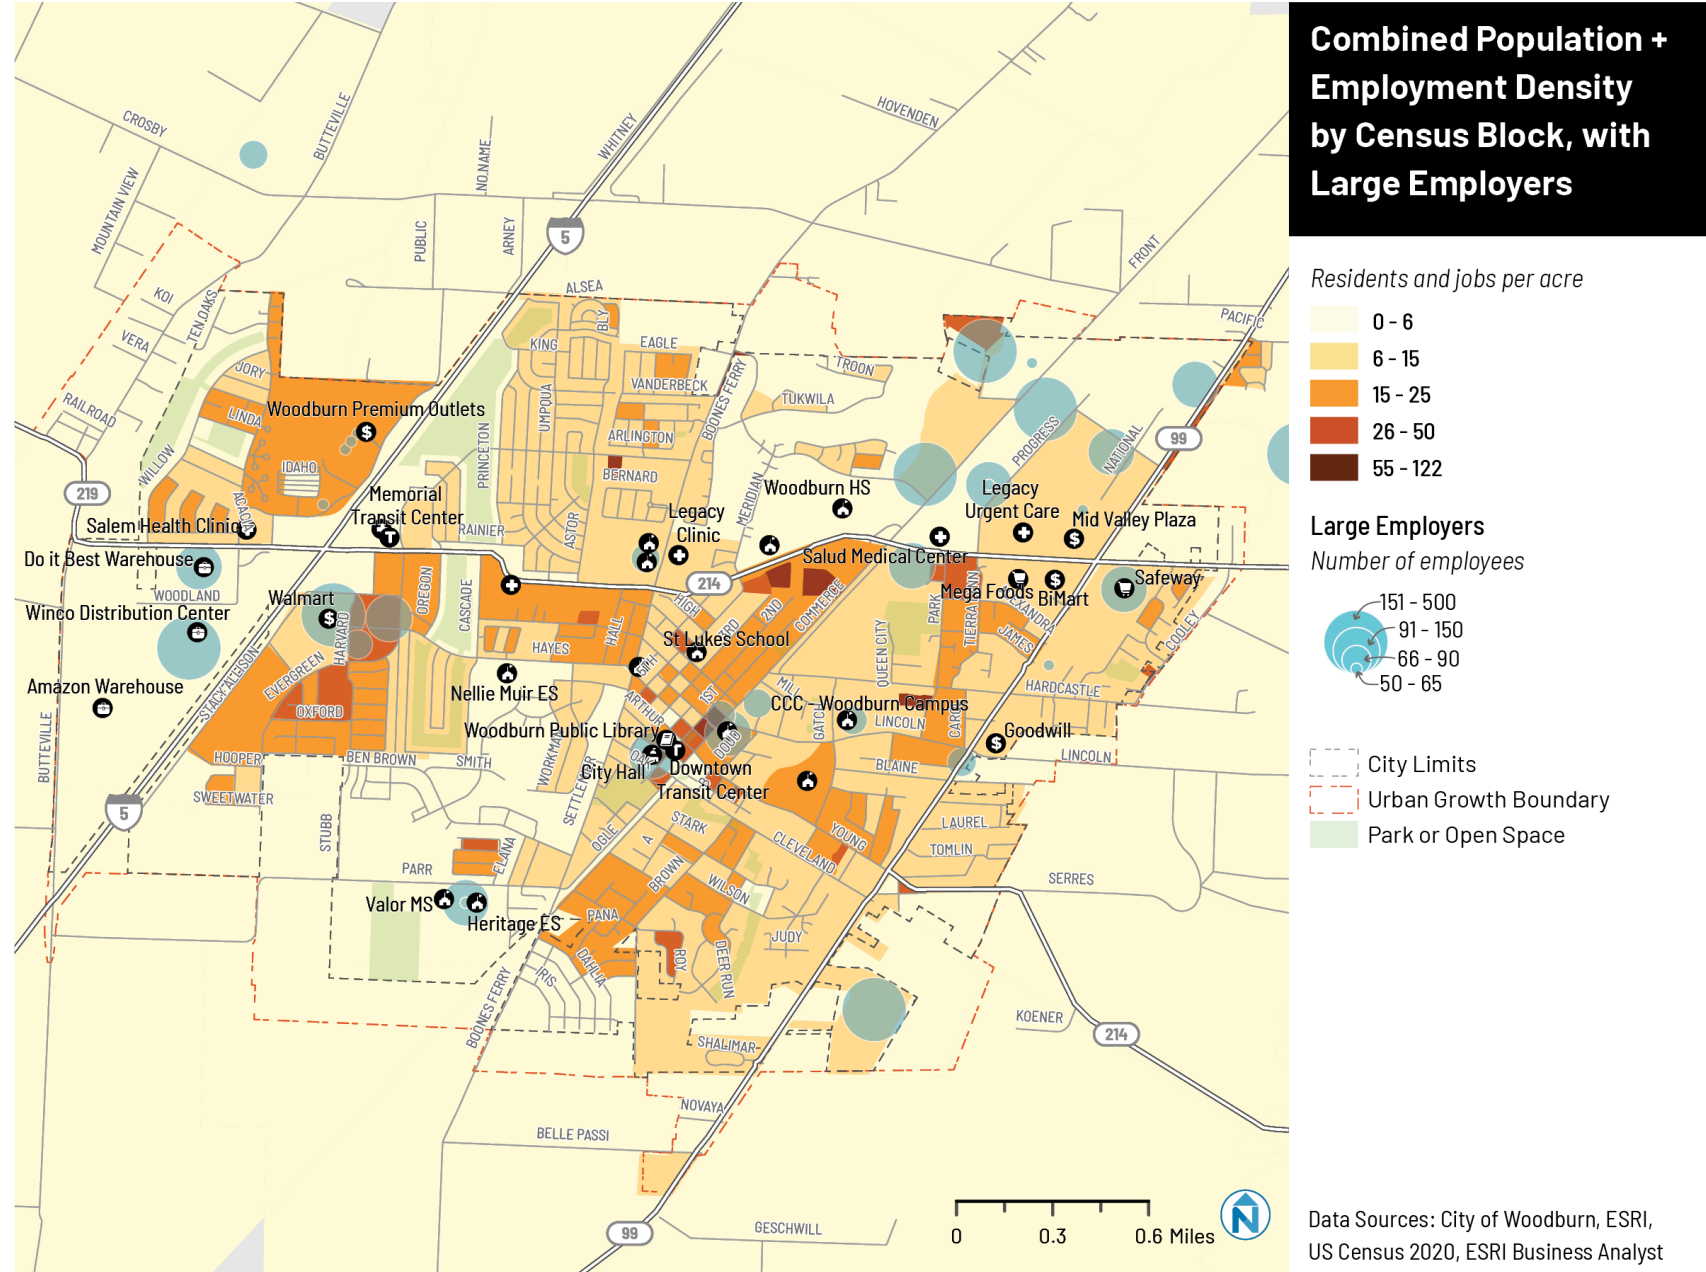 Combined Population +
Employment Density
by Census Block, with
Large Employers
Residents and jobs per acre
0 - 6
6 - 15
15 - 25
26 - 50
55 - 122
Large Employers
Number of employees
151 - 500
91 - 150
66 - 90
50 - 65
City Limits
Urban Growth Boundary
Park or Open Space
Data Sources: City of Woodburn, ESRI,
US Census 2020, ESRI Business Analyst
0
0.3
0.6 Miles
N
CROSBY
BUTTEVILLE
MOUNTAIN VIEW
NO NAME
WHITNEY
HOVENDEN
PUBLIC
ARNEY
5
FRONT
KOI
TEN OAKS
VERA
ALSEA
BLY
KING
EAGLE
PACIFIC
JORY
VANDERBECK
TROON
RAILROAD
LINDA
Woodburn Premium Outlets
UMPQUA
BOONES FERRY
TUKWILA
ARLINGTON
PROGRESS
NATIONAL
99
WILLOW
IDAHO
PRINCETON
BERNARD
219
ACACIA
Memorial
Transit Center
MERIDIAN
Woodburn HS
Legacy
Urgent Care
Mid Valley Plaza
Salem Health Clinic
RAINIER
ASTOR
Legacy
Clinic
Do it Best Warehouse
Salud Medical Center
WOODLAND
OREGON
CASCADE
214
Mega Foods
BiMart
Safeway
Winco Distribution Center
Walmart
HARVARD
HIGH
2ND
COMMERCE
PARK
TIERRA
ALEXANDRA
JAMES
COOLEY
HAYES
HALL
St Lukes School
5TH
QUEEN CITY
STACY ALLISON
EVERGREEN
Amazon Warehouse
OXFORD
Nellie Muir ES
ARTHUR
1ST
MILL
HARDCASTLE
CCC - Woodburn Campus
GATCH
LINCOLN
Woodburn Public Library
DOUD
Goodwill
LINCOLN
BUTTEVILLE
HOOPER
BEN BROWN
SMITH
WORKMAN
OAK
City Hall
Downtown
Transit Center
BLAINE
SWEETWATER
SETTLEMIER
5
STUBB
OGLE
A
STARK
YOUNG
CLEVELAND
LAUREL
TOMLIN
PARR
ELANA
BROWN
WILSON
SERRES
Valor MS
Heritage ES
PANA
JUDY
DAHLIA
IRIS
ROY
DEER RUN
BOONES FERRY
KOENER
214
SHALIMAR
NOVAYA
BELLE PASSI
99
GESCHWILL